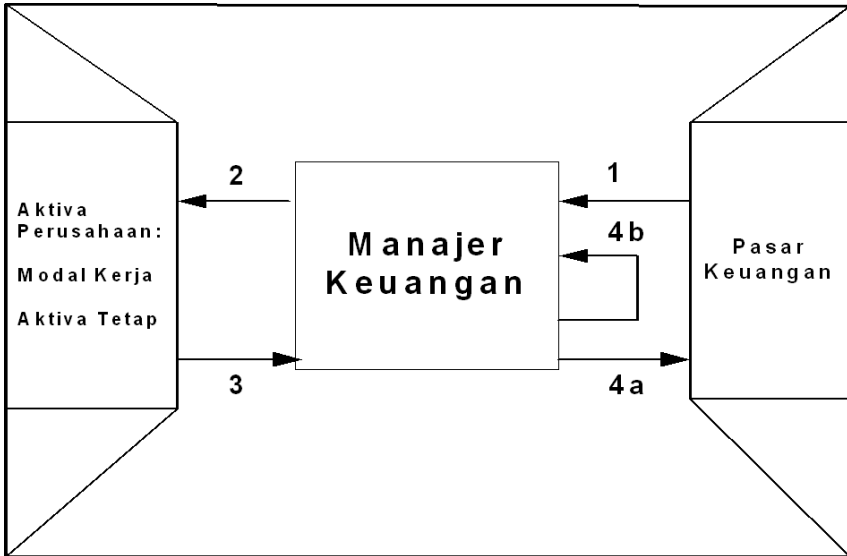 Aktiva
Perusahaan:
Modal Kerja
Aktiva Tetap
2
3
Manajer
Keuangan
1
4b
4a
Pasar
Keuangan